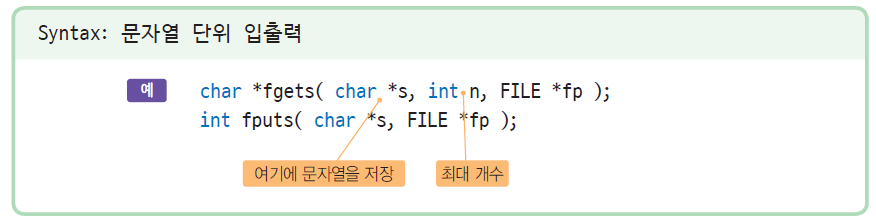 Syntax: 문자열 단위 입출력
예 char *fgets( char *s, int n, FILE *fp );
int fputs( char *s, FILE *fp );
여기에 문자열을 저장 최대 개수